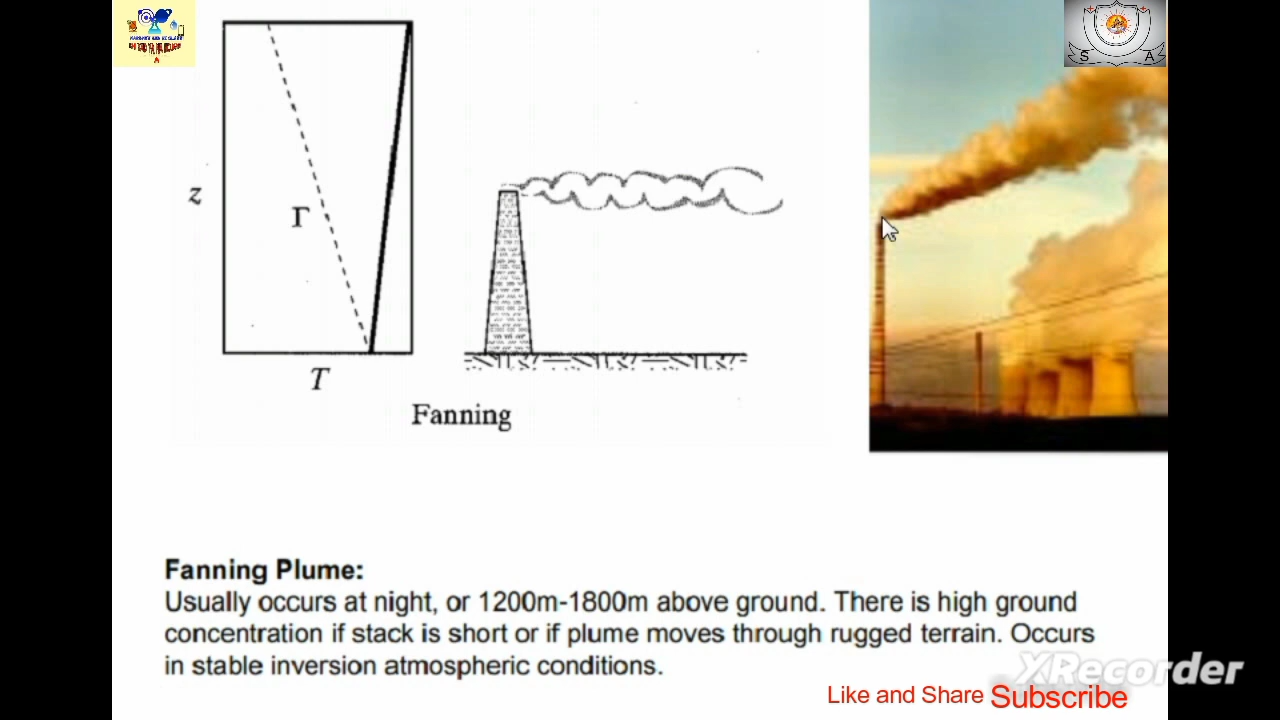 S A
z
Γ
T
Fanning
Fanning Plume:
Usually occurs at night, or 1200m-1800m above ground. There is high ground
concentration if stack is short or if plume moves through rugged terrain. Occurs
in stable inversion atmospheric conditions.
XRecorder
Like and Share Subscribe